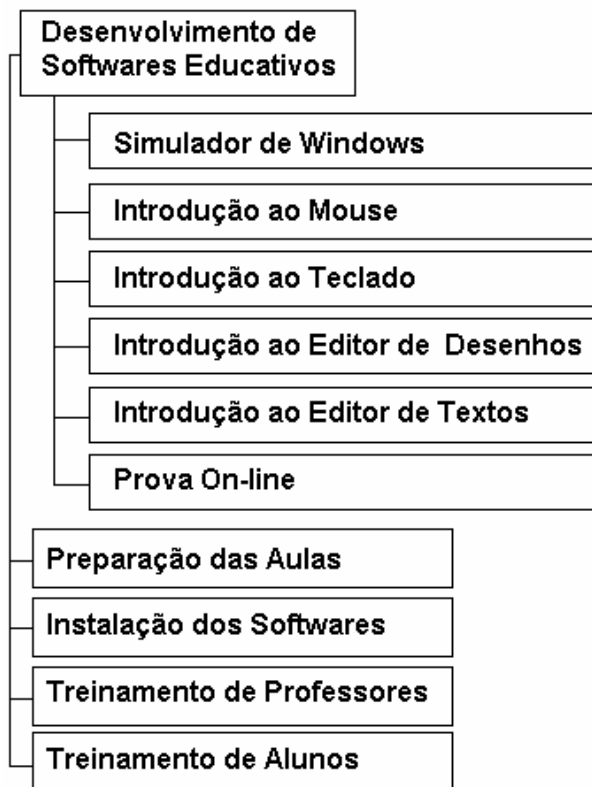 Desenvolvimento de
Softwares Educativos
Simulador de Windows
Introdução ao Mouse
Introdução ao Teclado
Introdução ao Editor de Desenhos
Introdução ao Editor de Textos
Prova On-line
Preparação das Aulas
Instalação dos Softwares
Treinamento de Professores
Treinamento de Alunos